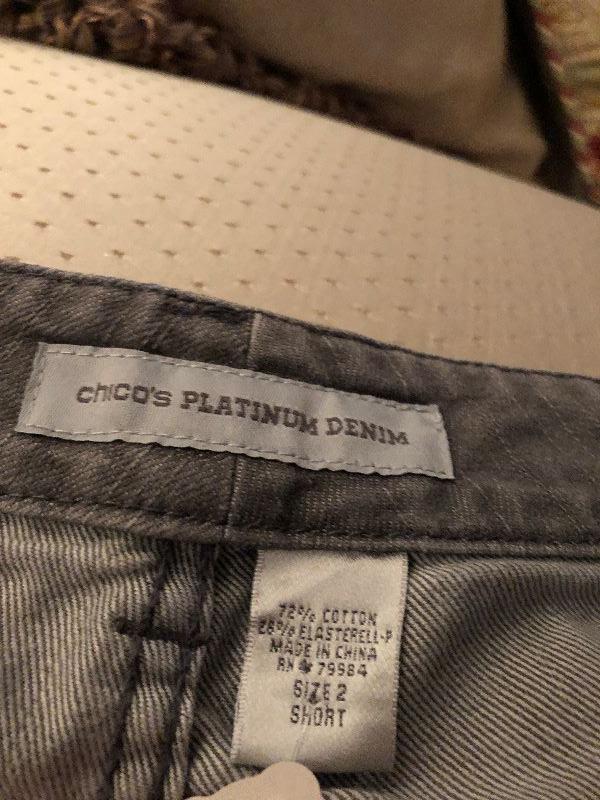 chico's PLATINUM DENIM
72% COTTON
28% ELASTERELL-P
MADE IN CHINA
RN # 79984
SIZE 2
SHORT